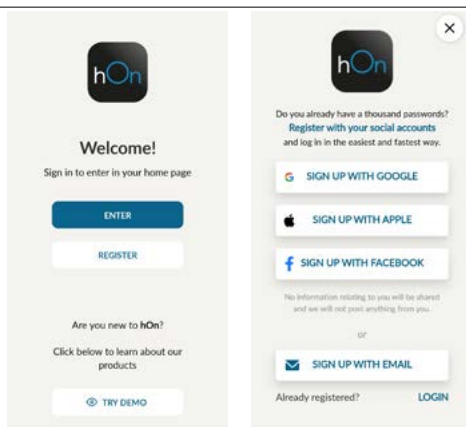 hOn
Welcome!
Sign in to enter in your home page
ENTER
REGISTER
Are you new to hOn?
Click below to learn about our
products
TRY DEMO
hOn
Do you already have a thousand passwords?
Register with your social accounts
and log in in the easiest and fastest way.
SIGN UP WITH GOOGLE
SIGN UP WITH APPLE
SIGN UP WITH FACEBOOK
No information relating to you will be shared
and we will not post anything from you.
or
SIGN UP WITH EMAIL
Already registered? LOGIN